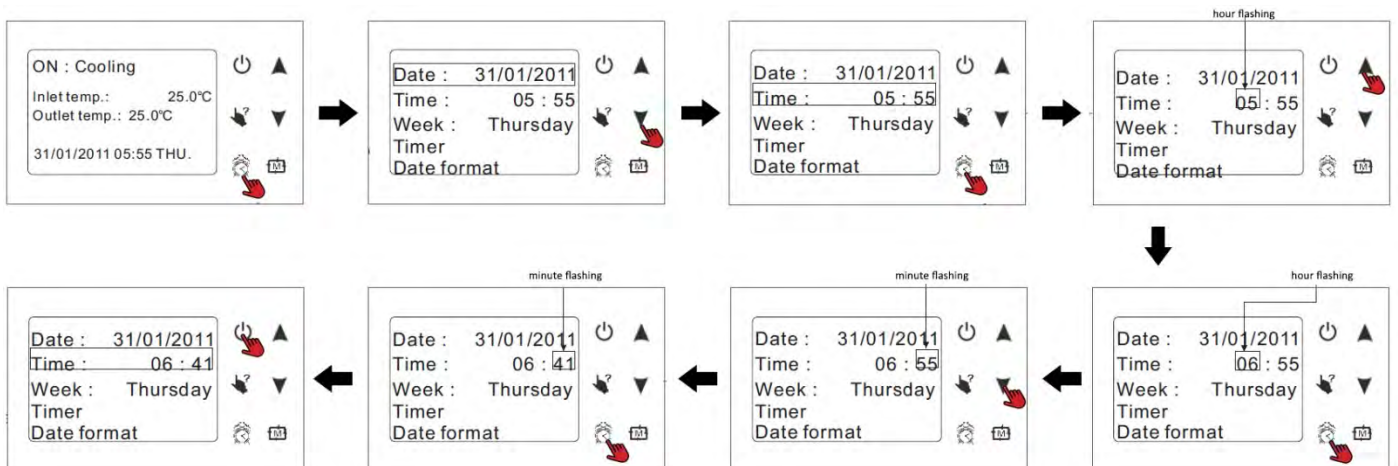 ON : Cooling
Inlet temp.: 25.0℃
Outlet temp.: 25.0℃
31/01/2011 05:55 THU.
M
Date : 31/01/2011
Time : 05 : 55
Week : Thursday
Timer
Date format
M
Date : 31/01/2011
Time : 05 : 55
Week : Thursday
Timer
Date format
M
hour flashing
Date : 31/01/2011
Time : 05 : 55
Week : Thursday
Timer
Date format
M
hour flashing
Date : 31/01/2011
Time : 06 : 55
Week : Thursday
Timer
Date format
M
minute flashing
Date : 31/01/2011
Time : 06 : 55
Week : Thursday
Timer
Date format
M
minute flashing
Date : 31/01/2011
Time : 06 : 41
Week : Thursday
Timer
Date format
M
Date : 31/01/2011
Time : 06 : 41
Week : Thursday
Timer
Date format
M